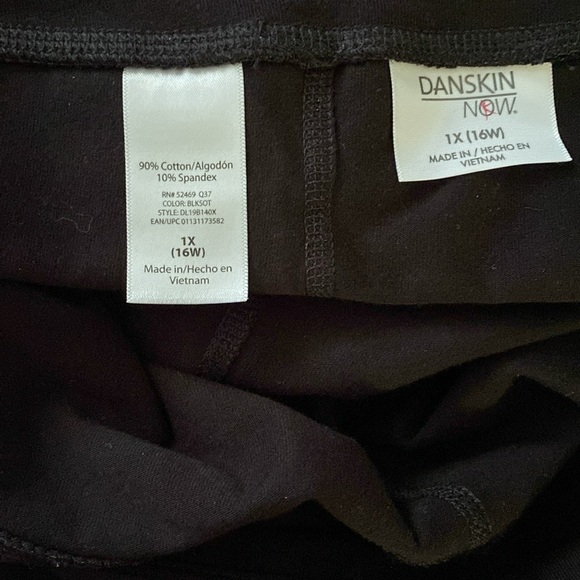 90% Cotton/Algodón
10% Spandex
RN# 52469 Q37
COLOR: BLKSOT
STYLE: DL19B140X
EAN/UPC 01131173582
1X
(16W)
Made in/Hecho en
Vietnam
DANSKIN
NOW.
1X (16W)
MADE IN / HECHO EN
VIETNAM